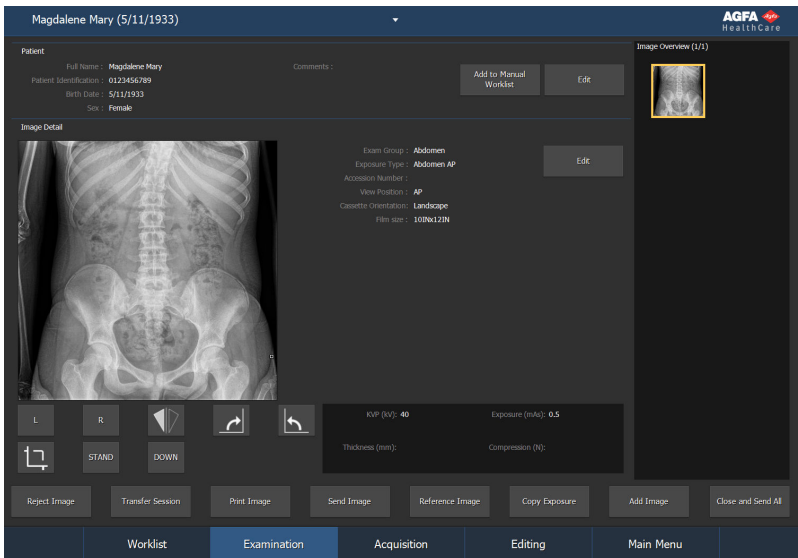 Magdalene Mary (5/11/1933)
AGFA
HealthCare
Patient
Full Name : Magdalene Mary
Comments :
Patient Identification : 0123456789
Birth Date : 5/11/1933
Sex : Female
Add to Manual
Worklist
Edit
Image Overview (1/1)
Image Detail
Exam Group : Abdomen
Exposure Type : Abdomen AP
Accession Number :
View Position : AP
Cassette Orientation: Landscape
Film size : 10INx12IN
Edit
L
R
STAND
DOWN
KVP (kV): 40
Exposure (mAs): 0.5
Thickness (mm):
Compression (N):
Reject Image
Transfer Session
Print Image
Send Image
Reference Image
Copy Exposure
Add Image
Close and Send All
Worklist
Examination
Acquisition
Editing
Main Menu